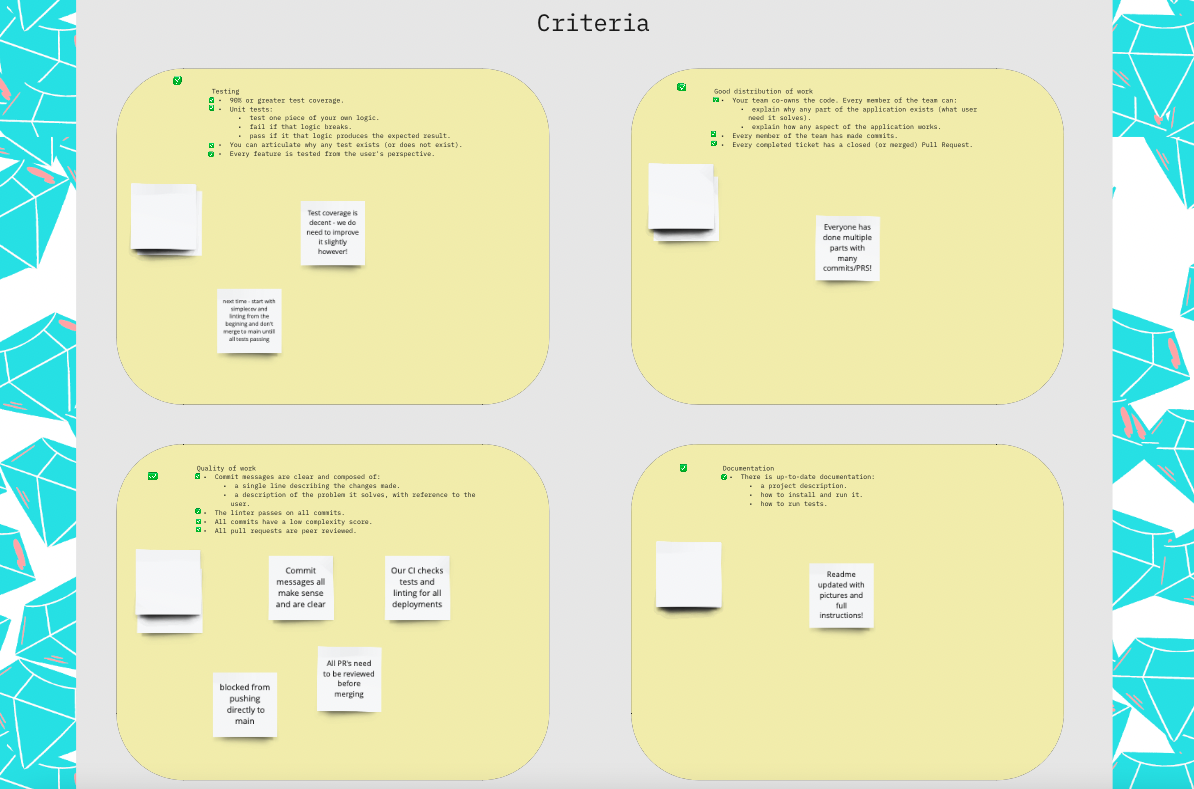 Criteria
Testing
• 90% or greater test coverage.
• Unit tests:
• test one piece of your own logic.
• fail if that logic breaks.
• pass if it that logic produces the expected result.
• You can articulate why any test exists (or does not exist).
• Every feature is tested from the user's perspective.
Test coverage is
decent - we do
need to improve
it slightly
however!
next time - start with
simplecov and
linting from the
begining and don't
merge to main untill
all tests passing
Good distribution of work
• Your team co-owns the code. Every member of the team can:
• explain why any part of the application exists (what user
need it solves).
• explain how any aspect of the application works.
• Every member of the team has made commits.
• Every completed ticket has a closed (or merged) Pull Request.
Everyone has
done multiple
parts with
many
commits/PRS!
Quality of work
• Commit messages are clear and composed of:
• a single line describing the changes made.
• a description of the problem it solves, with reference to the
user.
• The linter passes on all commits.
• All commits have a low complexity score.
• All pull requests are peer reviewed.
Commit
messages all
make sense
and are clear
Our CI checks
tests and
linting for all
deployments
All PR's need
to be reviewed
before
merging
blocked from
pushing
directly to
main
Documentation
• There is up-to-date documentation:
• a project description.
• how to install and run it.
• how to run tests.
Readme
updated with
pictures and
full
instructions!